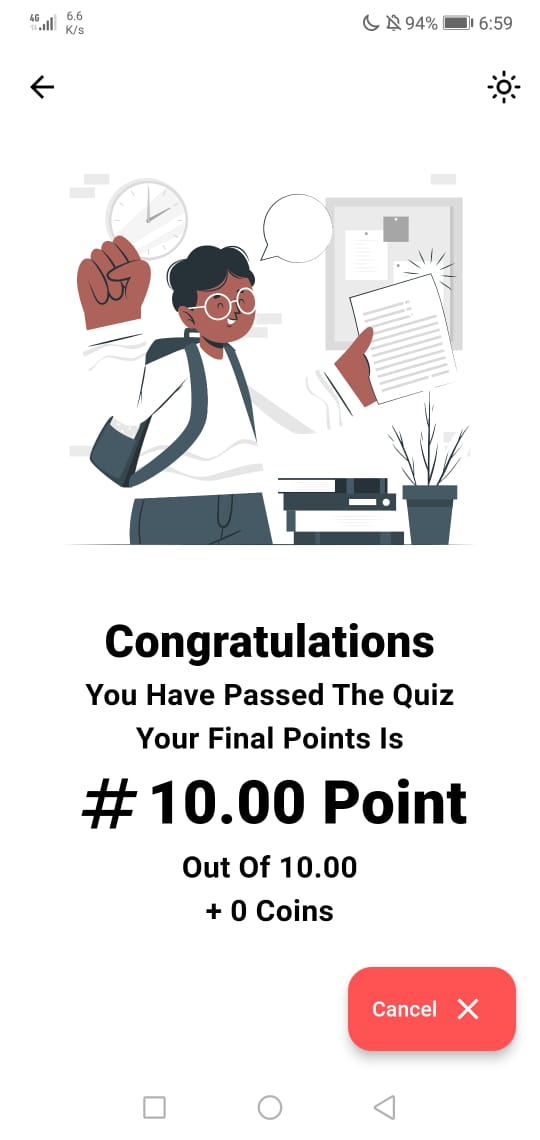 4G 6.6 K/s 94% 6:59
Congratulations
You Have Passed The Quiz
Your Final Points Is
# 10.00 Point
Out Of 10.00
+ 0 Coins
Cancel